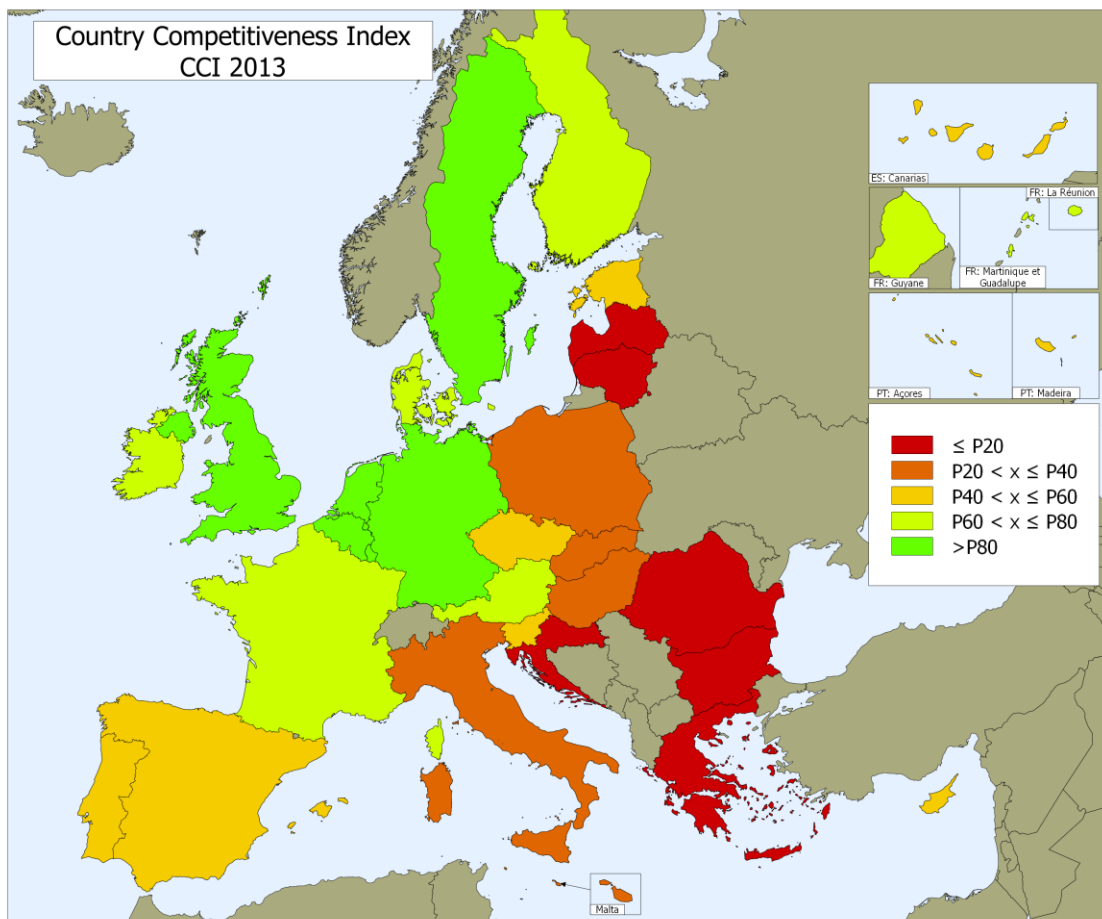 Country Competitiveness Index
CCI 2013
ES: Canarias
FR: La Réunion
FR: Guyane
FR: Martinique et
Guadalupe
PT: Açores
PT: Madeira
≤ P20
P20 < x ≤ P40
P40 < x ≤ P60
P60 < x ≤ P80
>P80
Malta